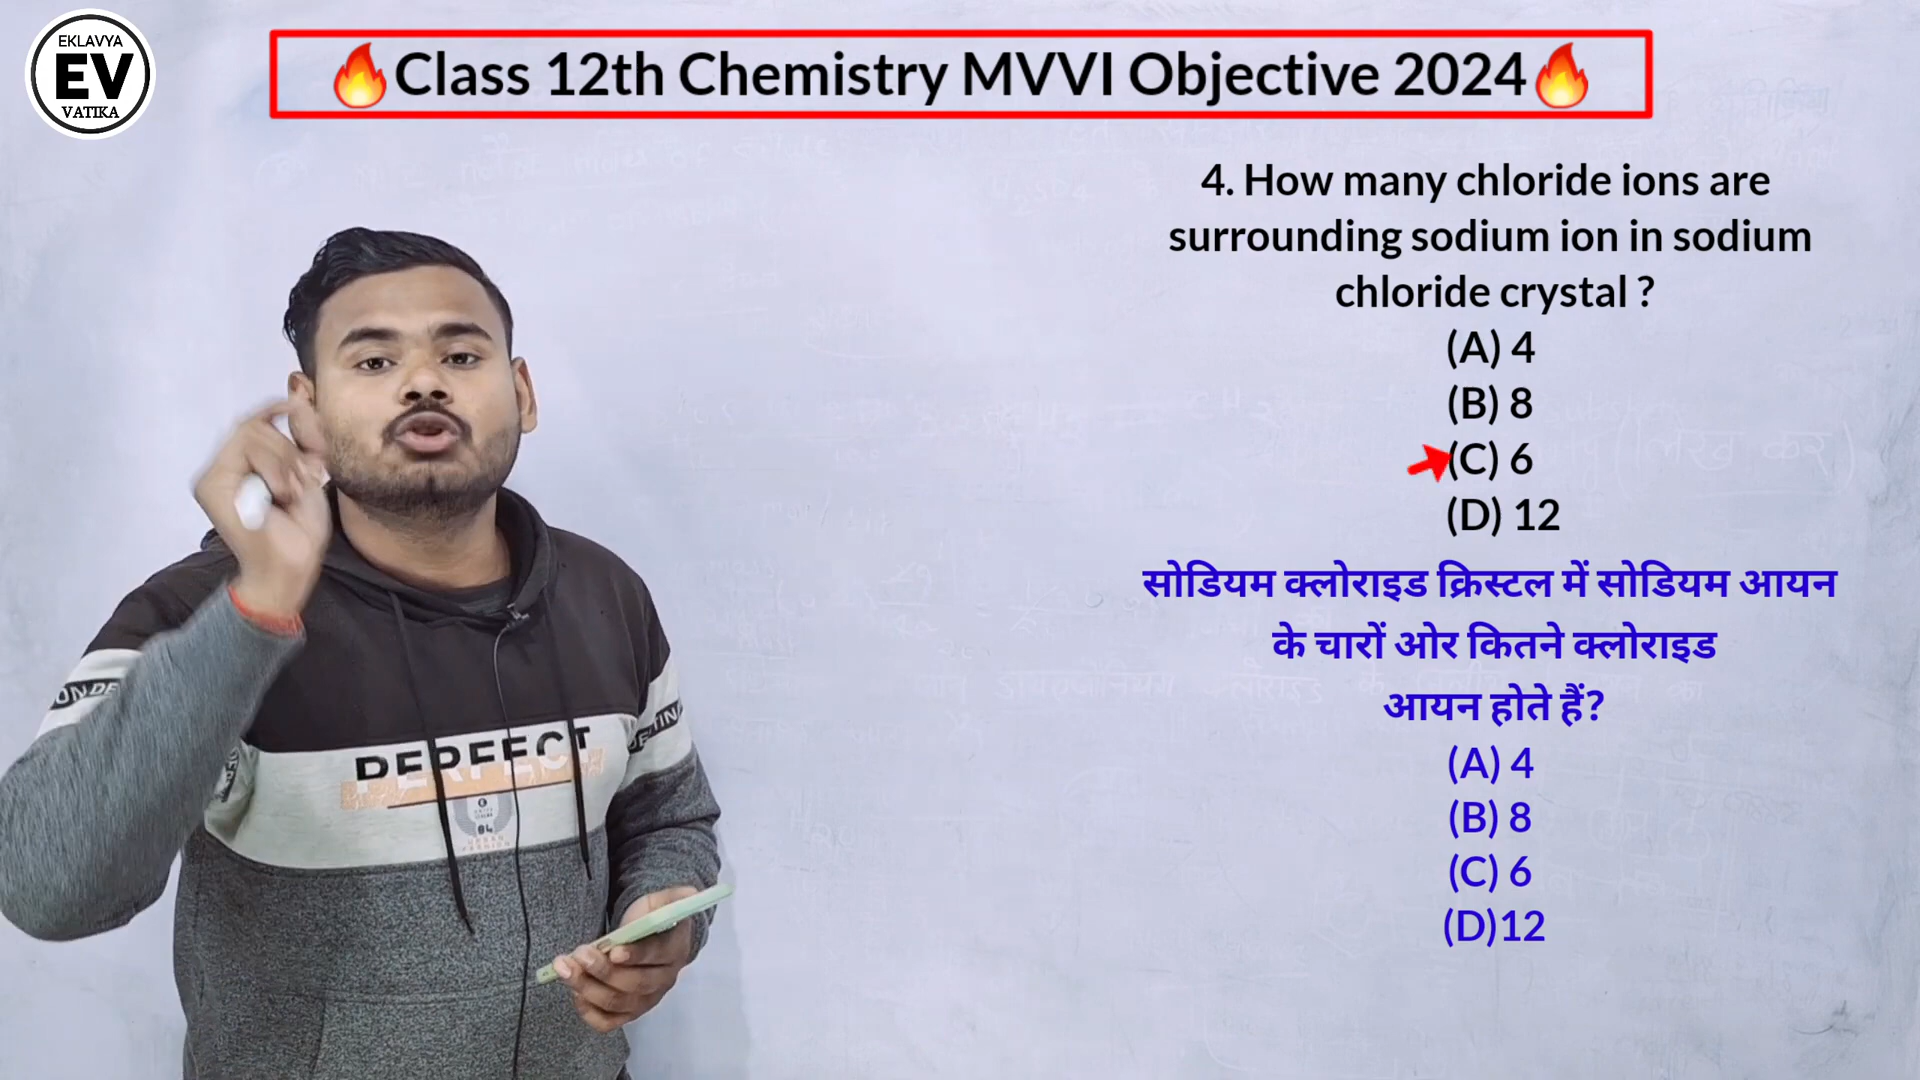 EKLAVYA
EV
VATIKA
🔥Class 12th Chemistry MVVI Objective 2024🔥
4. How many chloride ions are
surrounding sodium ion in sodium
chloride crystal ?
(A) 4
(B) 8
(C) 6
(D) 12
सोडियम क्लोराइड क्रिस्टल में सोडियम आयन
के चारों ओर कितने क्लोराइड
आयन होते हैं?
(A) 4
(B) 8
(C) 6
(D)12
PERFECT